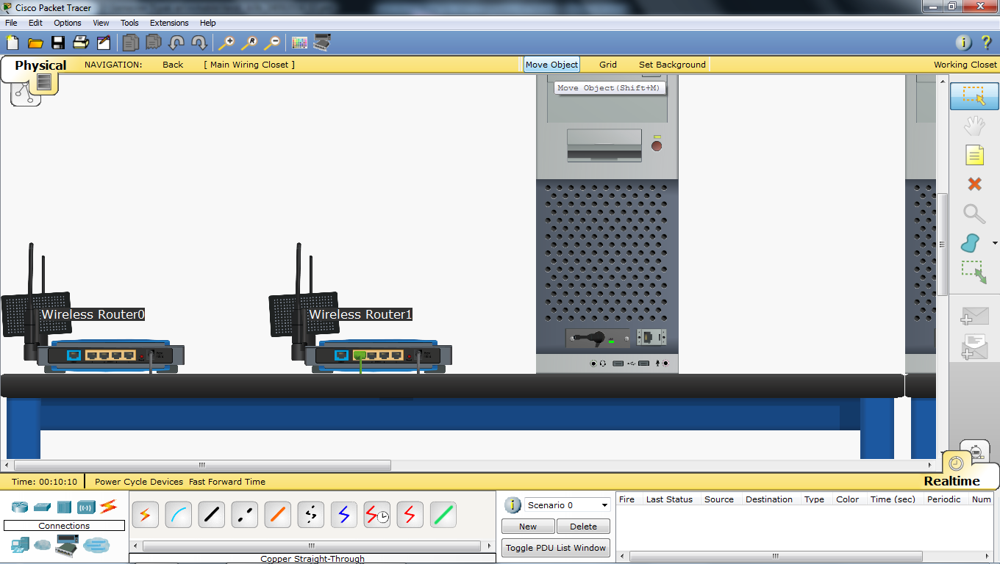 Cisco Packet Tracer
File Edit Options View Tools Extensions Help
Physical NAVIGATION: Back [ Main Wiring Closet ] Move Object Grid Set Background Working Closet
Move Object(Shift+M)
Wireless Router0 Wireless Router1
Time: 00:10:10 Power Cycle Devices Fast Forward Time Realtime
Connections
Copper Straight-Through
Scenario 0
New Delete
Toggle PDU List Window
Fire Last Status Source Destination Type Color Time (sec) Periodic Num